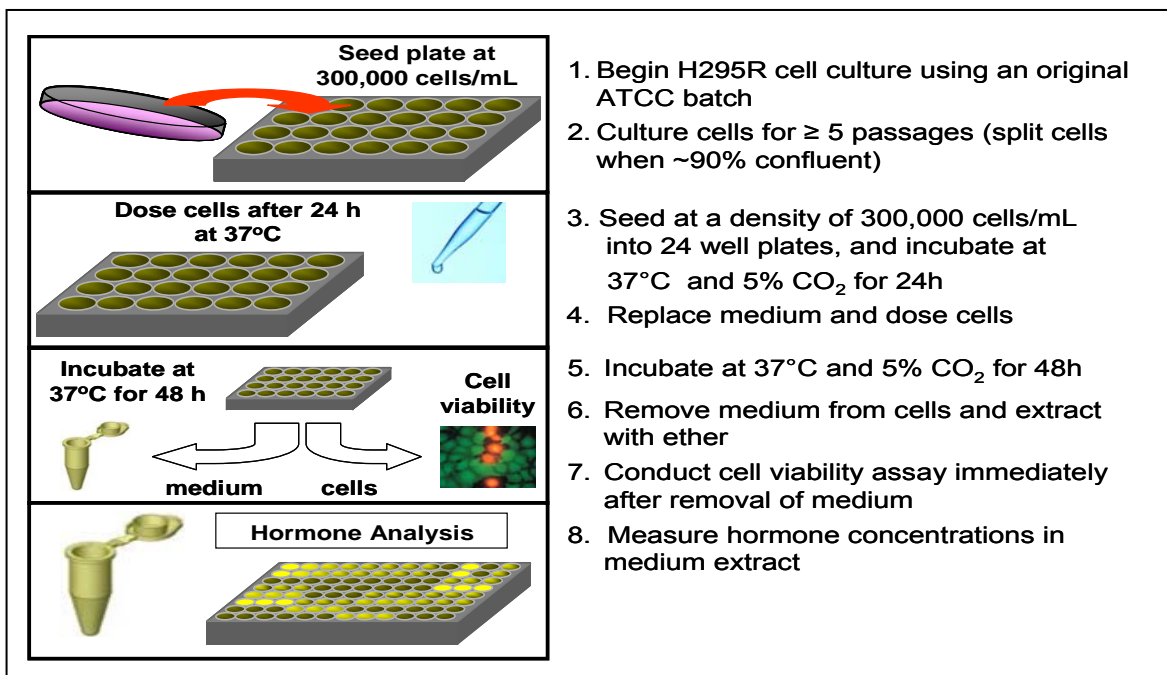 Seed plate at
300,000 cells/mL
Dose cells after 24 h
at 37ºC
Incubate at
37ºC for 48 h
Cell
viability
medium
cells
Hormone Analysis
1. Begin H295R cell culture using an original
ATCC batch
2. Culture cells for ≥ 5 passages (split cells
when ~90% confluent)
3. Seed at a density of 300,000 cells/mL
into 24 well plates, and incubate at
37°C and 5% CO₂ for 24h
4. Replace medium and dose cells
5. Incubate at 37°C and 5% CO₂ for 48h
6. Remove medium from cells and extract
with ether
7. Conduct cell viability assay immediately
after removal of medium
8. Measure hormone concentrations in
medium extract